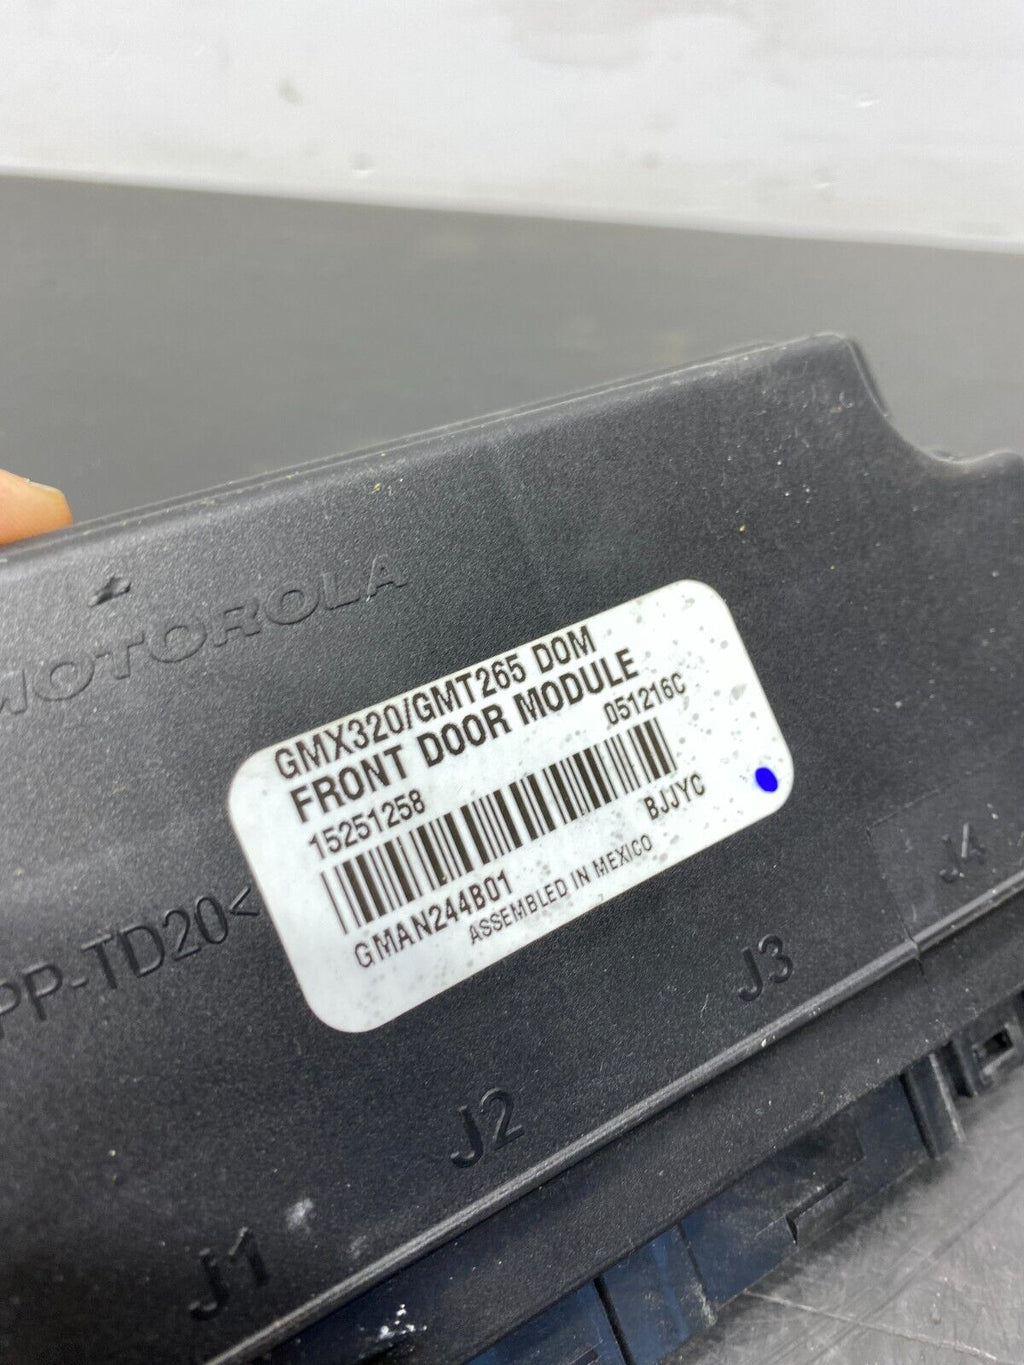 MOTOROLA
GMX320/GMT265 DOM
FRONT DOOR MODULE
15251258 051216C
GMAN244B01 BJJYC
ASSEMBLED IN MEXICO
PP-TD20<
J1
J2
J3
J4